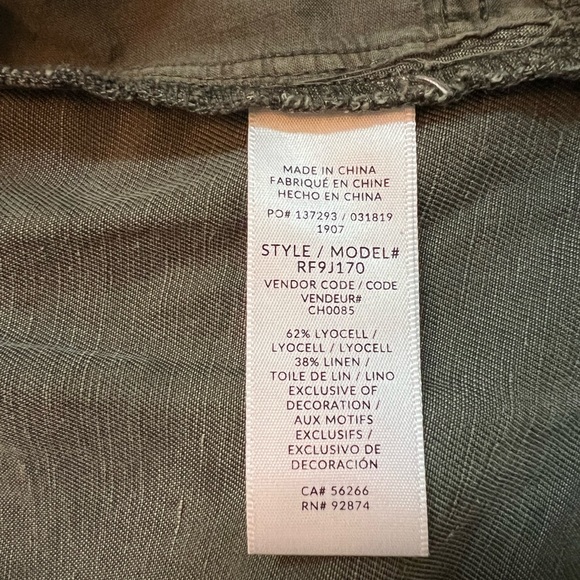 MADE IN CHINA
FABRIQUÉ EN CHINE
HECHO EN CHINA
PO# 137293 / 031819
1907
STYLE / MODEL#
RF9J170
VENDOR CODE / CODE
VENDEUR#
CH0085
62% LYOCELL /
LYOCELL / LYOCELL
38% LINEN /
TOILE DE LIN / LINO
EXCLUSIVE OF
DECORATION /
AUX MOTIFS
EXCLUSIFS /
EXCLUSIVO DE
DECORACIÓN
CA# 56266
RN# 92874